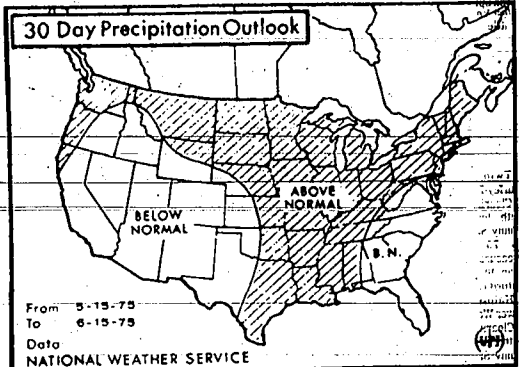 30 Day Precipitation Outlook
ABOVE
NORMAL
BELOW
NORMAL
B.N.
From 5-15-75
To 6-15-75
Data
NATIONAL WEATHER SERVICE
UPI